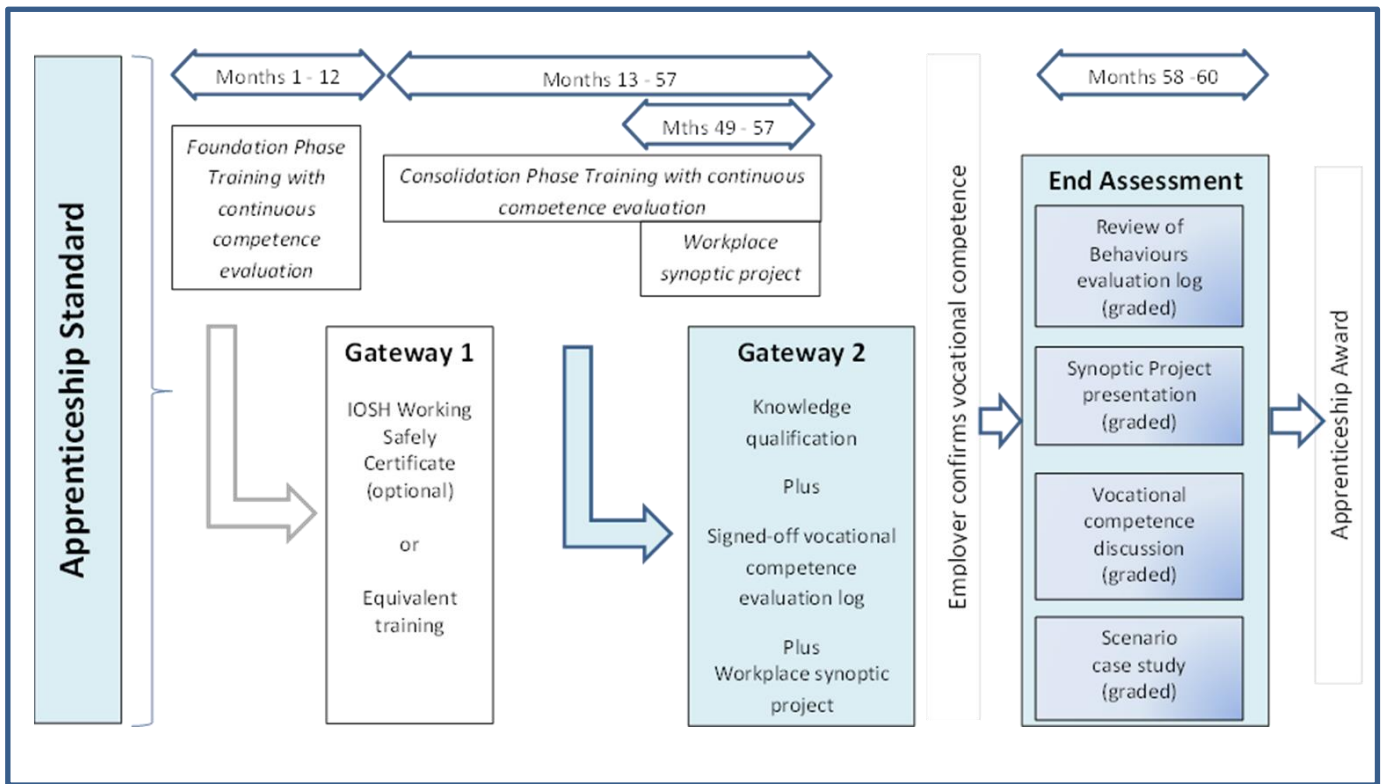 Apprenticeship Standard
Months 1 - 12
Months 13 - 57
Mths 49 - 57
Months 58 -60
Foundation Phase
Training with
continuous
competence
evaluation
Consolidation Phase Training with continuous
competence evaluation
Workplace
synoptic project
Gateway 1
IOSH Working
Safely
Certificate
(optional)
or
Equivalent
training
Gateway 2
Knowledge
qualification
Plus
Signed-off vocational
competence
evaluation log
Plus
Workplace synoptic
project
Employer confirms vocational competence
End Assessment
Review of
Behaviours
evaluation log
(graded)
Synoptic Project
presentation
(graded)
Vocational
competence
discussion
(graded)
Scenario
case study
(graded)
Apprenticeship Award